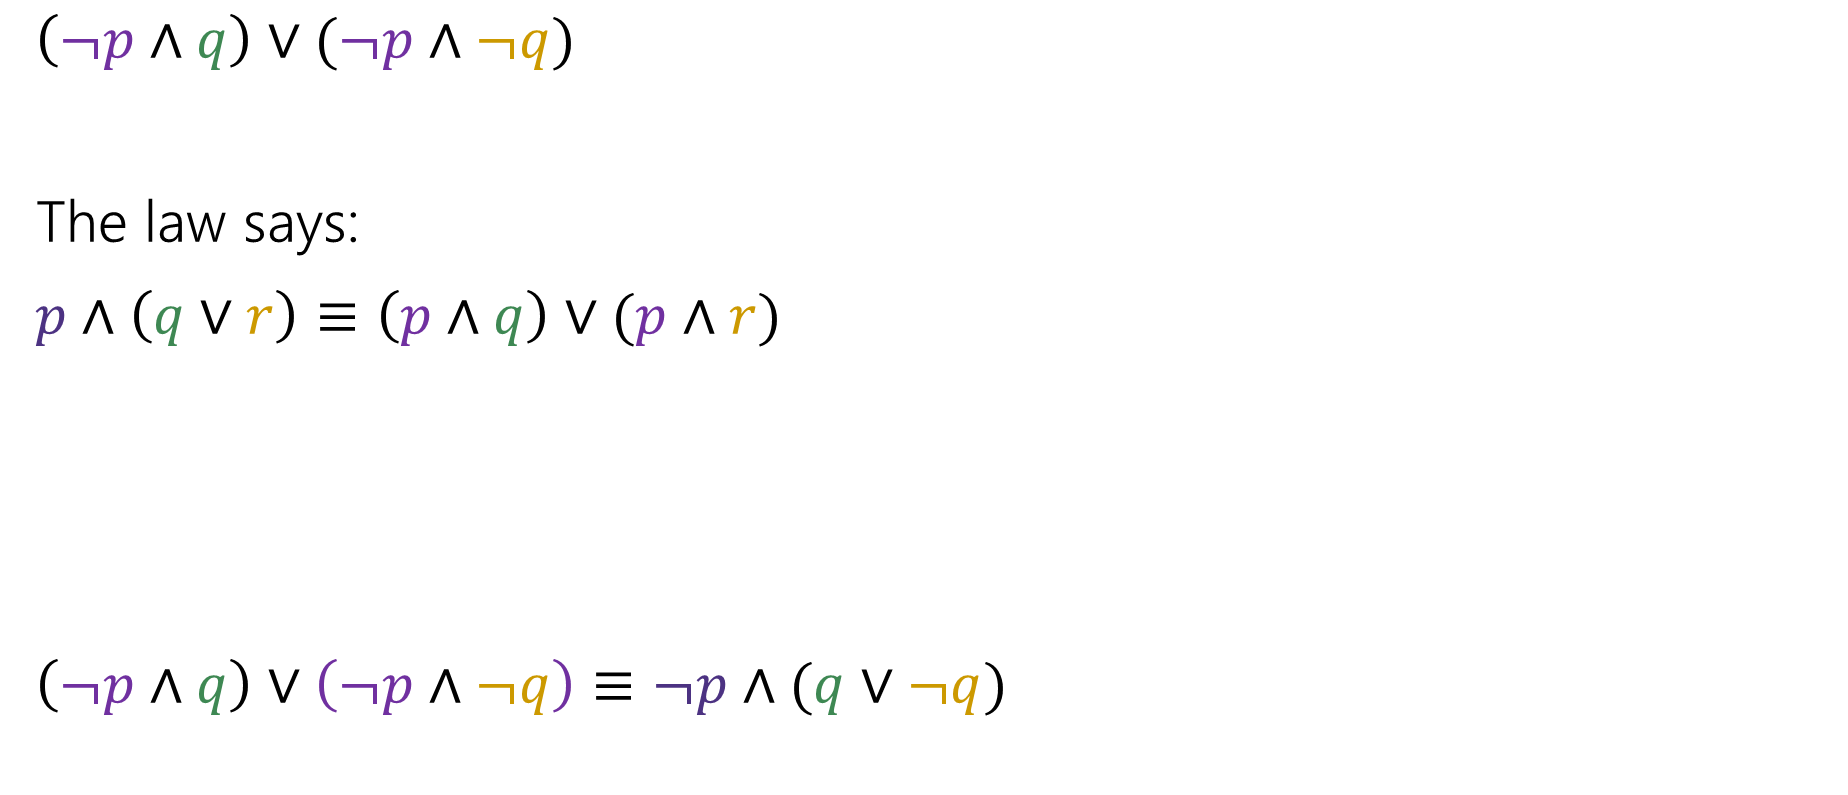 (¬p ∧ q) ∨ (¬p ∧ ¬q)
The law says:
p ∧ (q ∨ r) ≡ (p ∧ q) ∨ (p ∧ r)
(¬p ∧ q) ∨ (¬p ∧ ¬q) ≡ ¬p ∧ (q ∨ ¬q)